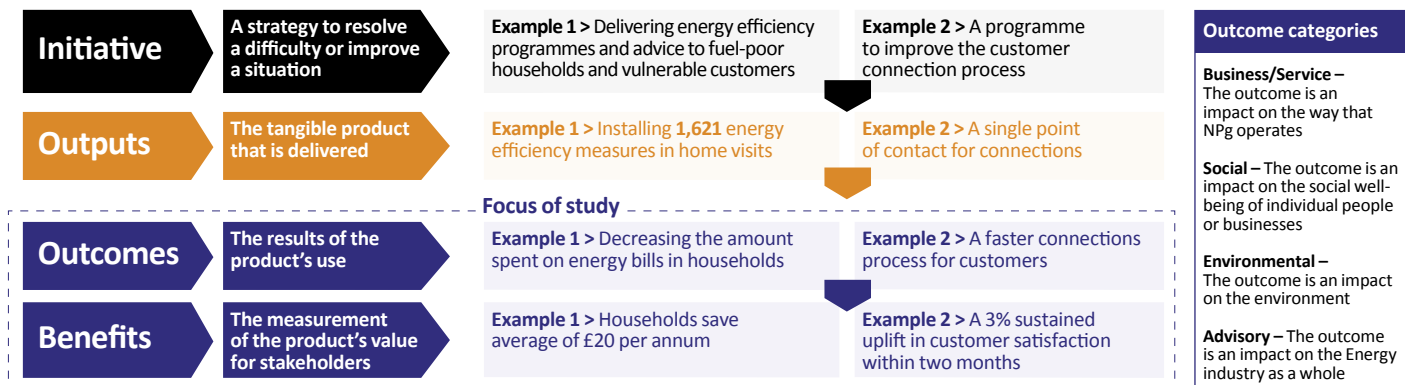 Initiative
A strategy to resolve
a difficulty or improve
a situation
Example 1 > Delivering energy efficiency
programmes and advice to fuel-poor
households and vulnerable customers
Example 2 > A programme
to improve the customer
connection process
Outputs
The tangible product
that is delivered
Example 1 > Installing 1,621 energy
efficiency measures in home visits
Example 2 > A single point
of contact for connections
Focus of study
Outcomes
The results of the
product's use
Example 1 > Decreasing the amount
spent on energy bills in households
Example 2 > A faster connections
process for customers
Benefits
The measurement
of the product's value
for stakeholders
Example 1 > Households save
average of £20 per annum
Example 2 > A 3% sustained
uplift in customer satisfaction
within two months
Outcome categories
Business/Service –
The outcome is an
impact on the way that
NPg operates
Social – The outcome is an
impact on the social well-
being of individual people
or businesses
Environmental –
The outcome is an impact
on the environment
Advisory – The outcome
is an impact on the Energy
industry as a whole